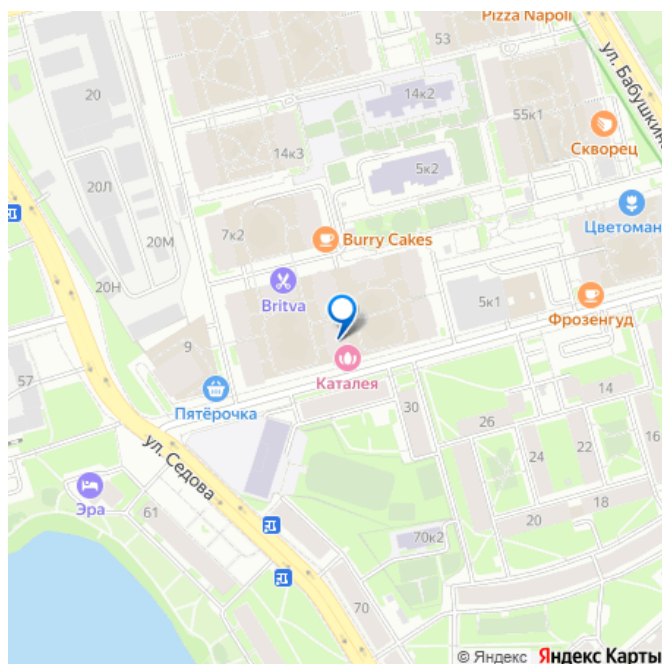 Pizza Napoli
53
ул. Бабушкина
20
14к2
55к1
Скворец
14к3
5к2
20Л
Цветоман
7к2
20М
Burry Cakes
20Н
Britva
5к1
Фрозенгуд
9
57
Каталея
Пятёрочка
14
30
26
ул. Седова
22
16
24
Эра
61
18
20
70к2
70
© Яндекс Яндекс Карты